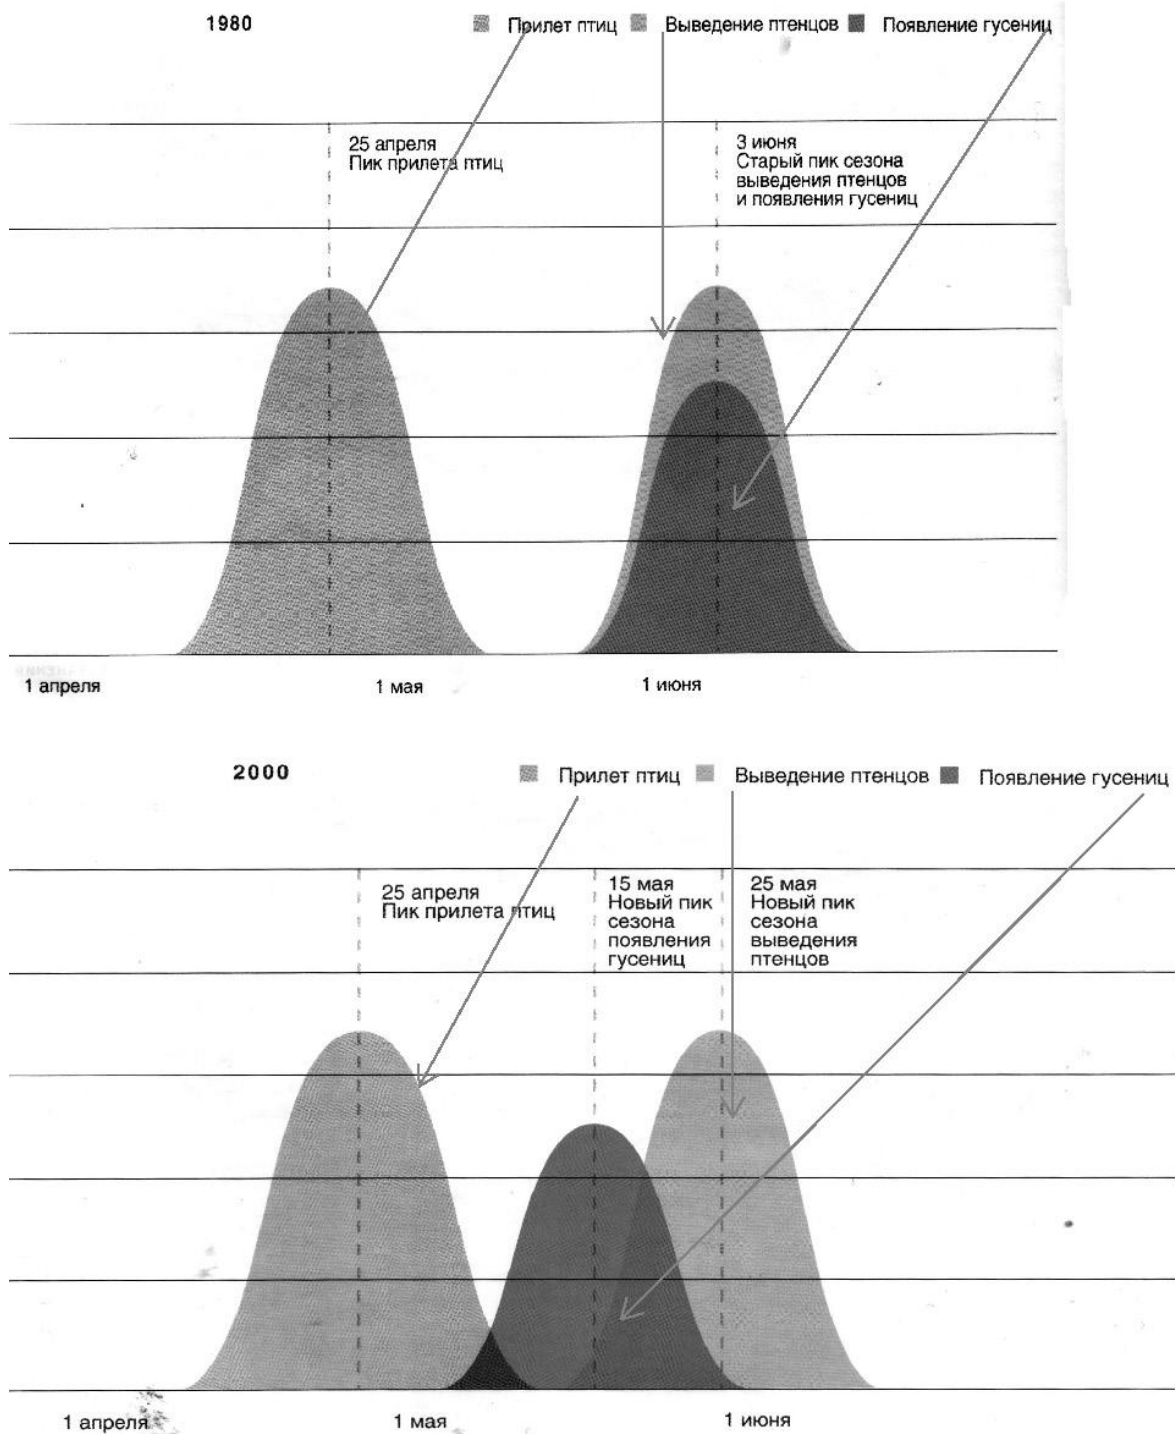 1980
Прилет птиц Выведение птенцов Появление гусениц
25 апреля
Пик прилета птиц
3 июня
Старый пик сезона
выведения птенцов
и появления гусениц
1 апреля 1 мая 1 июня
2000
Прилет птиц Выведение птенцов Появление гусениц
25 апреля
Пик прилета птиц
15 мая
Новый пик
сезона
появления
гусениц
25 мая
Новый пик
сезона
выведения
птенцов
1 апреля 1 мая 1 июня